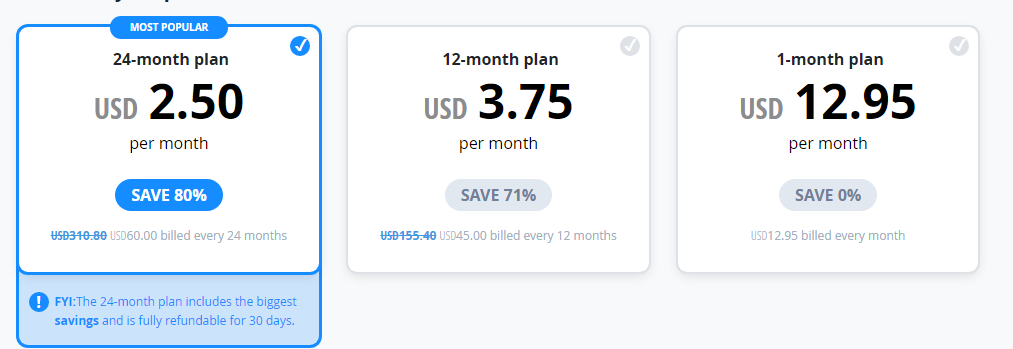 MOST POPULAR
24-month plan
USD 2.50
per month
SAVE 80%
USD310.80 USD60.00 billed every 24 months
FYI:The 24-month plan includes the biggest
savings and is fully refundable for 30 days.
12-month plan
USD 3.75
per month
SAVE 71%
USD155.40 USD45.00 billed every 12 months
1-month plan
USD 12.95
per month
SAVE 0%
USD12.95 billed every month